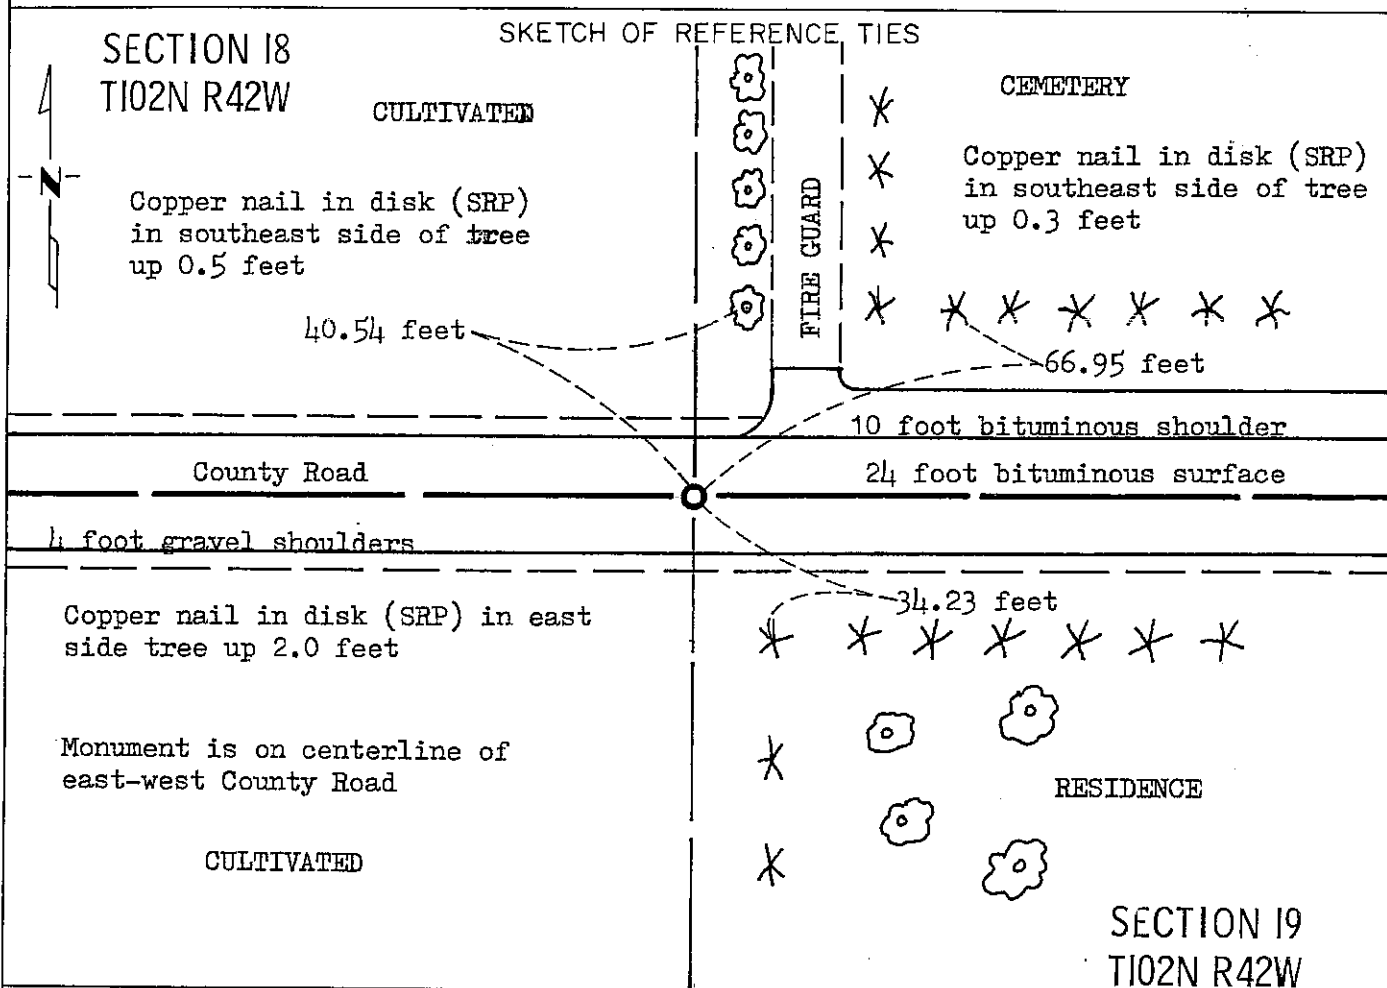 SKETCH OF REFERENCE TIES
SECTION 18
T102N R42W
CULTIVATED
CEMETERY
N
Copper nail in disk (SRP)
in southeast side of tree
up 0.5 feet
FIRE GUARD
Copper nail in disk (SRP)
in southeast side of tree
up 0.3 feet
40.54 feet
66.95 feet
10 foot bituminous shoulder
County Road
24 foot bituminous surface
4 foot gravel shoulders
34.23 feet
Copper nail in disk (SRP) in east
side tree up 2.0 feet
Monument is on centerline of
east-west County Road
RESIDENCE
CULTIVATED
SECTION 19
T102N R42W